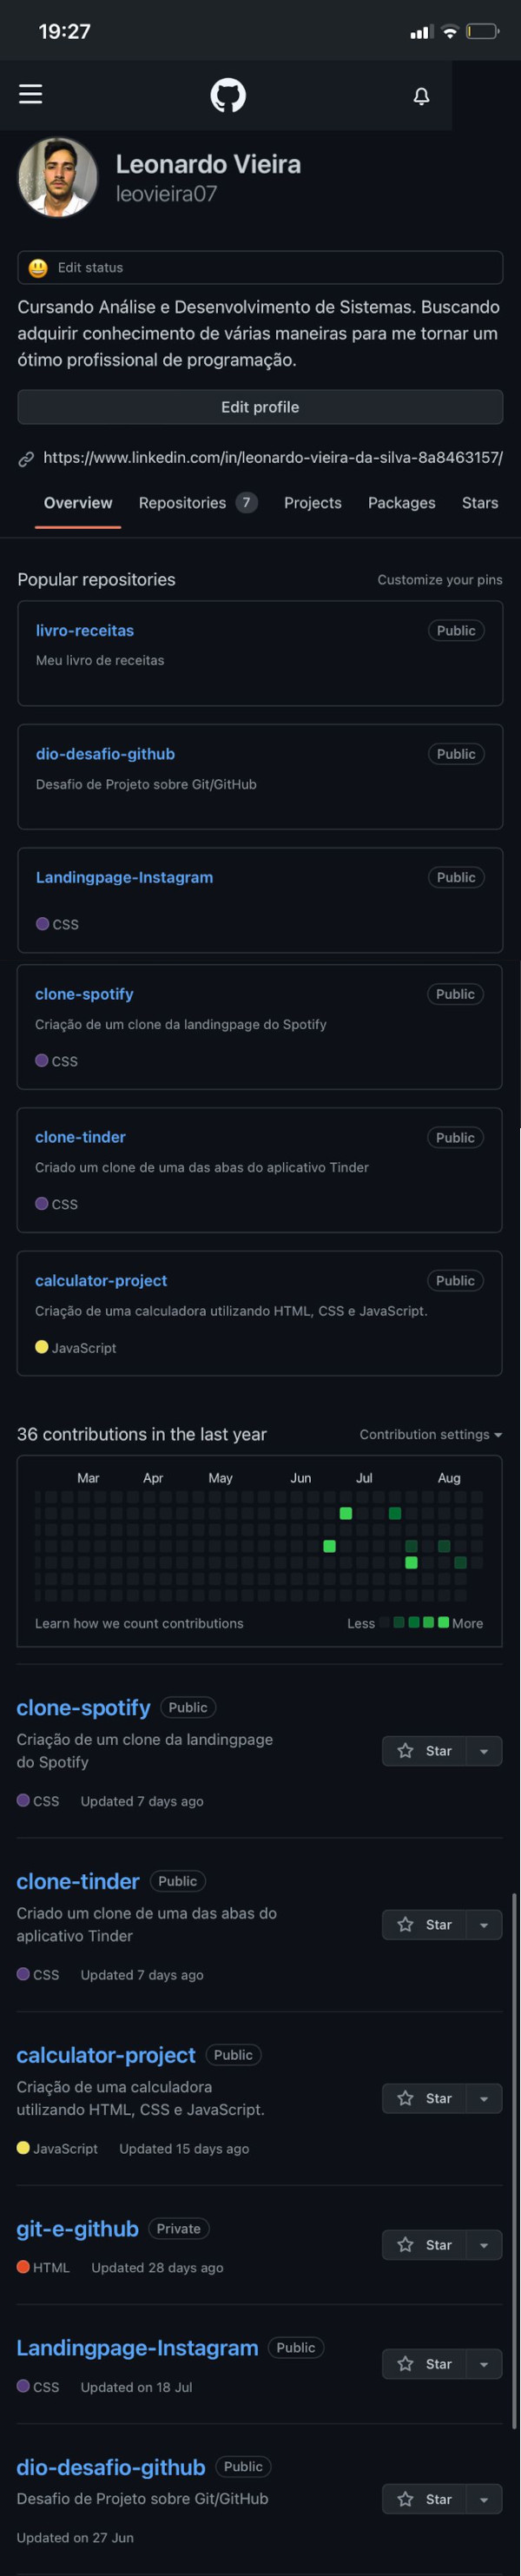 19:27
Leonardo Vieira
leovieira07
Edit status
Cursando Análise e Desenvolvimento de Sistemas. Buscando
adquirir conhecimento de várias maneiras para me tornar um
ótimo profissional de programação.
Edit profile
https://www.linkedin.com/in/leonardo-vieira-da-silva-8a8463157/
Overview Repositories 7 Projects Packages Stars
Popular repositories Customize your pins
livro-receitas Public
Meu livro de receitas
dio-desafio-github Public
Desafio de Projeto sobre Git/GitHub
Landingpage-Instagram Public
CSS
clone-spotify Public
Criação de um clone da landingpage do Spotify
CSS
clone-tinder Public
Criado um clone de uma das abas do aplicativo Tinder
CSS
calculator-project Public
Criação de uma calculadora utilizando HTML, CSS e JavaScript.
JavaScript
36 contributions in the last year Contribution settings
Mar Apr May Jun Jul Aug
Learn how we count contributions Less More
clone-spotify Public
Criação de um clone da landingpage
do Spotify
Star
CSS Updated 7 days ago
clone-tinder Public
Criado um clone de uma das abas do
aplicativo Tinder
Star
CSS Updated 7 days ago
calculator-project Public
Criação de uma calculadora
utilizando HTML, CSS e JavaScript.
Star
JavaScript Updated 15 days ago
git-e-github Private
Star
HTML Updated 28 days ago
Landingpage-Instagram Public
Star
CSS Updated on 18 Jul
dio-desafio-github Public
Desafio de Projeto sobre Git/GitHub
Star
Updated on 27 Jun